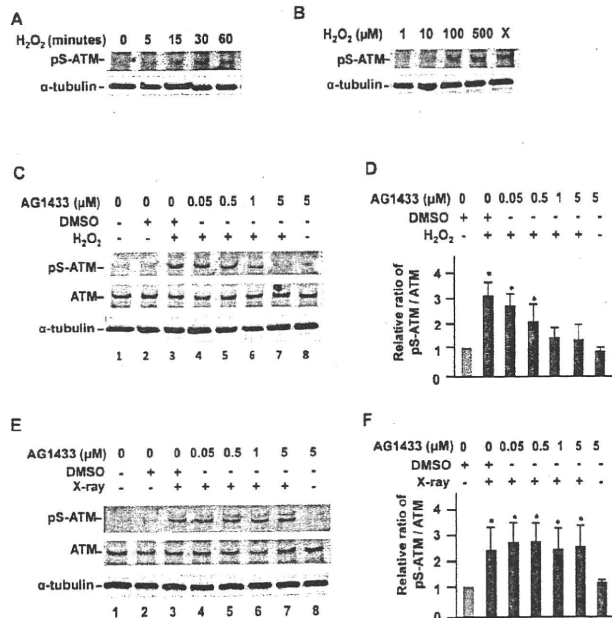 A
H₂O₂ (minutes) 0 5 15 30 60
pS-ATM
α-tubulin
B
H₂O₂ (μM) 1 10 100 500 X
pS-ATM
α-tubulin
C
AG1433 (μM) 0 0 0 0.05 0.5 1 5 5
DMSO - + + - - - - -
H₂O₂ - - + + + + + -
pS-ATM
ATM
α-tubulin
1 2 3 4 5 6 7 8
D
AG1433 (μM) 0 0 0.05 0.5 1 5 5
DMSO + + - - - - -
H₂O₂ - + + + + + -
Relative ratio of
pS-ATM / ATM
4
3
2
1
0
* * *
E
AG1433 (μM) 0 0 0 0.05 0.5 1 5 5
DMSO - + + - - - - -
X-ray - - + + + + + -
pS-ATM
ATM
α-tubulin
1 2 3 4 5 6 7 8
F
AG1433 (μM) 0 0 0.05 0.5 1 5 5
DMSO + + - - - - -
X-ray - + + + + + -
Relative ratio of
pS-ATM / ATM
4
3
2
1
0
* * * * *